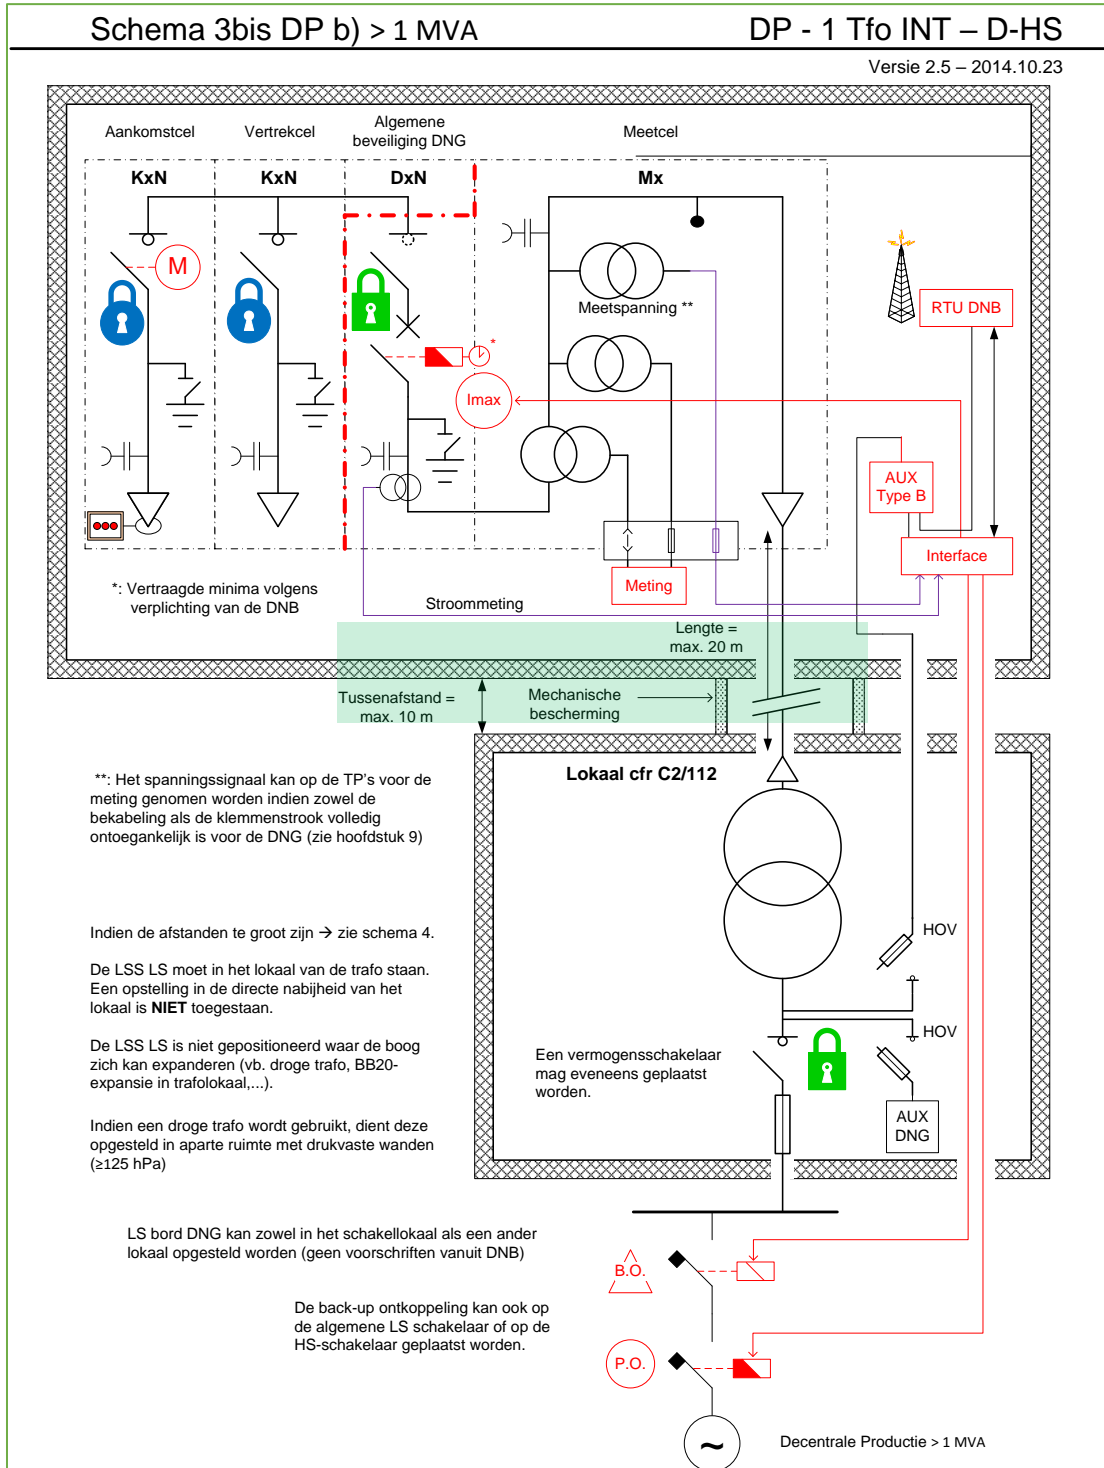 Schema 3bis DP b) > 1 MVA
DP - 1 Tfo INT – D-HS
Versie 2.5 – 2014.10.23
Aankomstcel
Vertrekcel
Algemene
beveiliging DNG
Meetcel
KxN
KxN
DxN
Mx
M
Meetspanning **
RTU DNB
*
Imax
AUX
Type B
Interface
Meting
*: Vertraagde minima volgens
verplichting van de DNB
Stroommeting
Lengte =
max. 20 m
Tussenafstand =
max. 10 m
Mechanische
bescherming
Lokaal cfr C2/112
**: Het spanningssignaal kan op de TP's voor de
meting genomen worden indien zowel de
bekabeling als de klemmenstrook volledig
ontoegankelijk is voor de DNG (zie hoofdstuk 9)
Indien de afstanden te groot zijn → zie schema 4.
De LSS LS moet in het lokaal van de trafo staan.
Een opstelling in de directe nabijheid van het
lokaal is NIET toegestaan.
De LSS LS is niet gepositioneerd waar de boog
zich kan expanderen (vb. droge trafo, BB20-
expansie in trafolokaal,...).
Indien een droge trafo wordt gebruikt, dient deze
opgesteld in aparte ruimte met drukvaste wanden
(≥125 hPa)
HOV
HOV
Een vermogensschakelaar
mag eveneens geplaatst
worden.
AUX
DNG
LS bord DNG kan zowel in het schakellokaal als een ander
lokaal opgesteld worden (geen voorschriften vanuit DNB)
B.O.
De back-up ontkoppeling kan ook op
de algemene LS schakelaar of op de
HS-schakelaar geplaatst worden.
P.O.
~
Decentrale Productie > 1 MVA